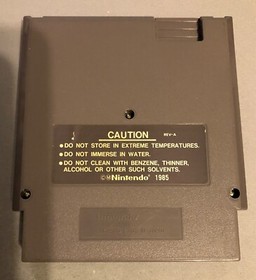 CAUTION REV-A
●DO NOT STORE IN EXTREME TEMPERATURES.
●DO NOT IMMERSE IN WATER.
●DO NOT CLEAN WITH BENZENE, THINNER,
ALCOHOL OR OTHER SUCH SOLVENTS.
©Nintendo® 1985